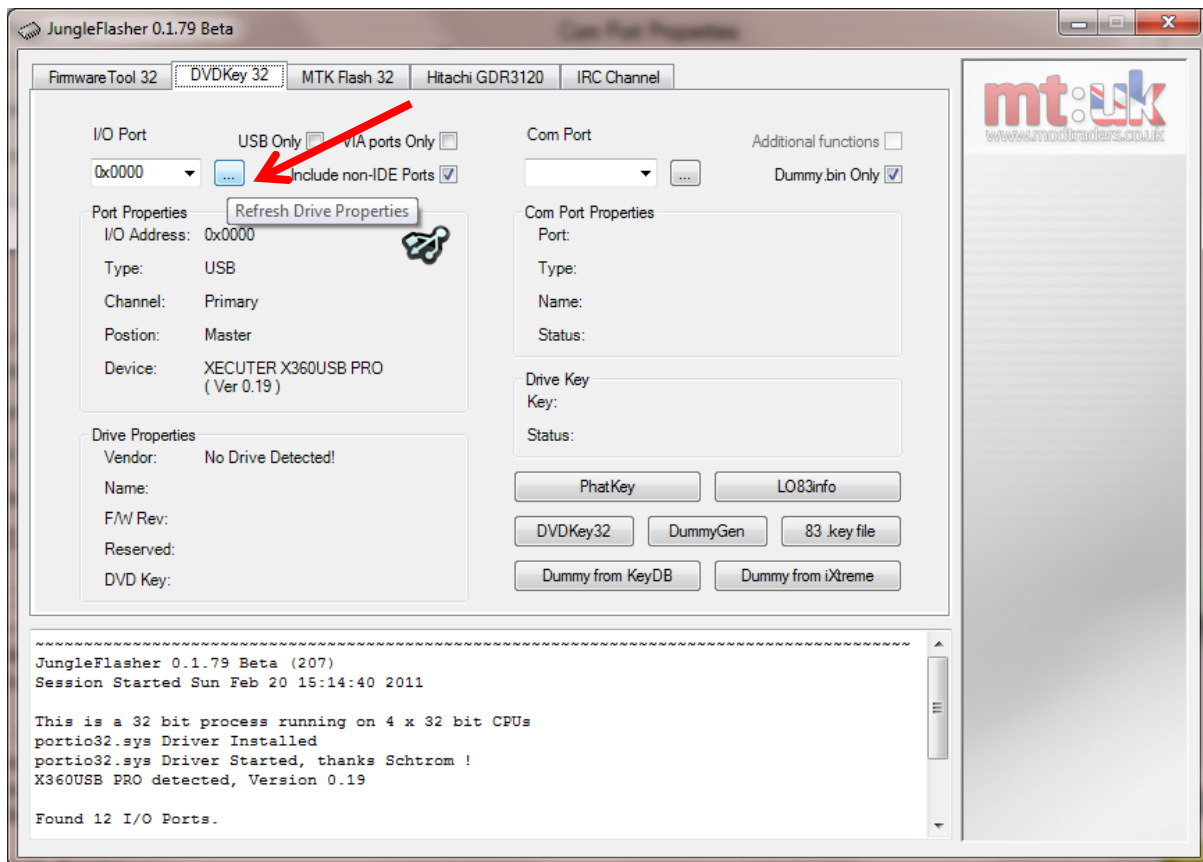 JungleFlasher 0.1.79 Beta
Com Port Properties
FirmwareTool 32 DVDKey 32 MTK Flash 32 Hitachi GDR3120 IRC Channel
mt:uk
www.modtraders.co.uk
I/O Port USB Only VIA ports Only
0x0000 ... Include non-IDE Ports
Refresh Drive Properties
Port Properties
I/O Address: 0x0000
Type: USB
Channel: Primary
Postion: Master
Device: XECUTER X360USB PRO
( Ver 0.19 )
Drive Properties
Vendor: No Drive Detected!
Name:
F/W Rev:
Reserved:
DVD Key:
Com Port Additional functions
... Dummy.bin Only
Com Port Properties
Port:
Type:
Name:
Status:
Drive Key
Key:
Status:
PhatKey LO83info
DVDKey32 DummyGen 83 .key file
Dummy from KeyDB Dummy from iXtreme
~~~~~~~~~~~~~~~~~~~~~~~~~~~~~~~~~~~~~~~~~~~~~~~~~~~~~~~~~~~~~~~~~~~~~~~~~~~~~~~~~~~~~~~~~~~
JungleFlasher 0.1.79 Beta (207)
Session Started Sun Feb 20 15:14:40 2011
This is a 32 bit process running on 4 x 32 bit CPUs
portio32.sys Driver Installed
portio32.sys Driver Started, thanks Schtrom !
X360USB PRO detected, Version 0.19
Found 12 I/O Ports.